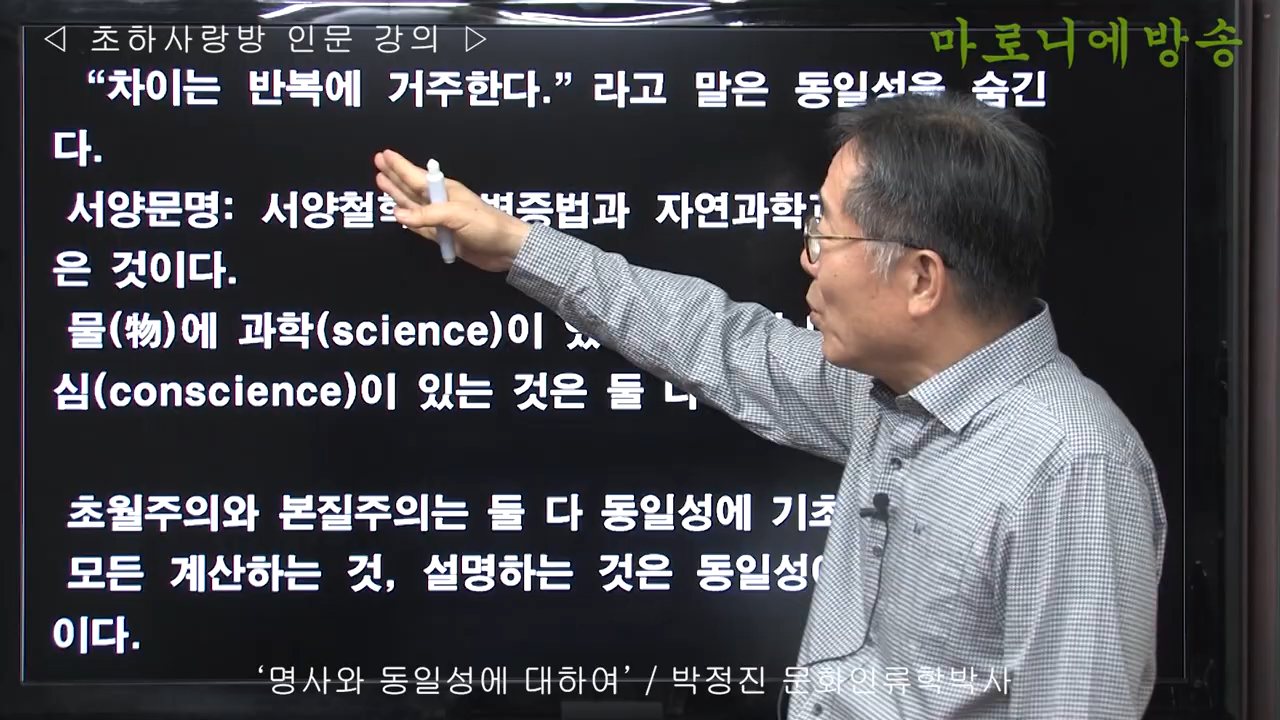 ◁ 초하사랑방 인문 강의 ▷
마로니에방송
“차이는 반복에 거주한다.” 라고 말은 동일성을 숨긴
다.
서양문명: 서양철학 변증법과 자연과학
은 것이다.
물(物)에 과학(science)이 있
심(conscience)이 있는 것은 둘 다
초월주의와 본질주의는 둘 다 동일성에 기초
모든 계산하는 것, 설명하는 것은 동일성
이다.
‘명사와 동일성에 대하여’ / 박정진 문화인류학박사